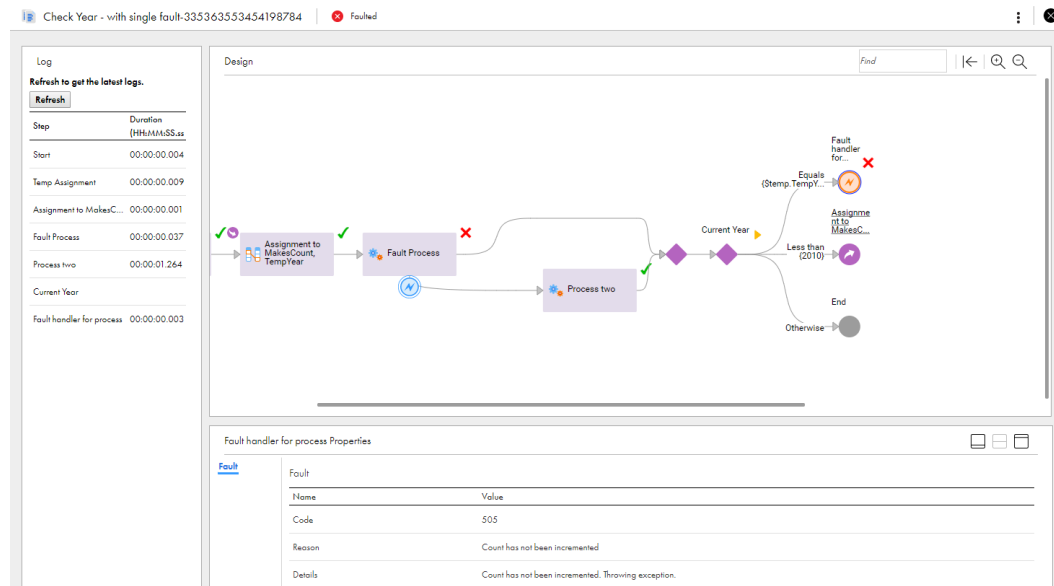 Check Year - with single fault-335363553454198784
Faulted
Log
Refresh to get the latest logs.
Refresh
Step
Duration
(HH:MM:SS.ss
Start 00:00:00.004
Temp Assignment 00:00:00.009
Assignment to MakesC... 00:00:00.001
Fault Process 00:00:00.037
Process two 00:00:01.264
Current Year
Fault handler for process 00:00:00.003
Design
Find
Assignment to
MakesCount,
TempYear
Fault Process
Process two
Current Year
Fault
handler
for...
Equals
($temp.TempY...
Assignme
nt to
MakesC...
Less than
(2010)
End
Otherwise
Fault handler for process Properties
Fault
Fault
Name Value
Code 505
Reason Count has not been incremented
Details Count has not been incremented. Throwing exception.